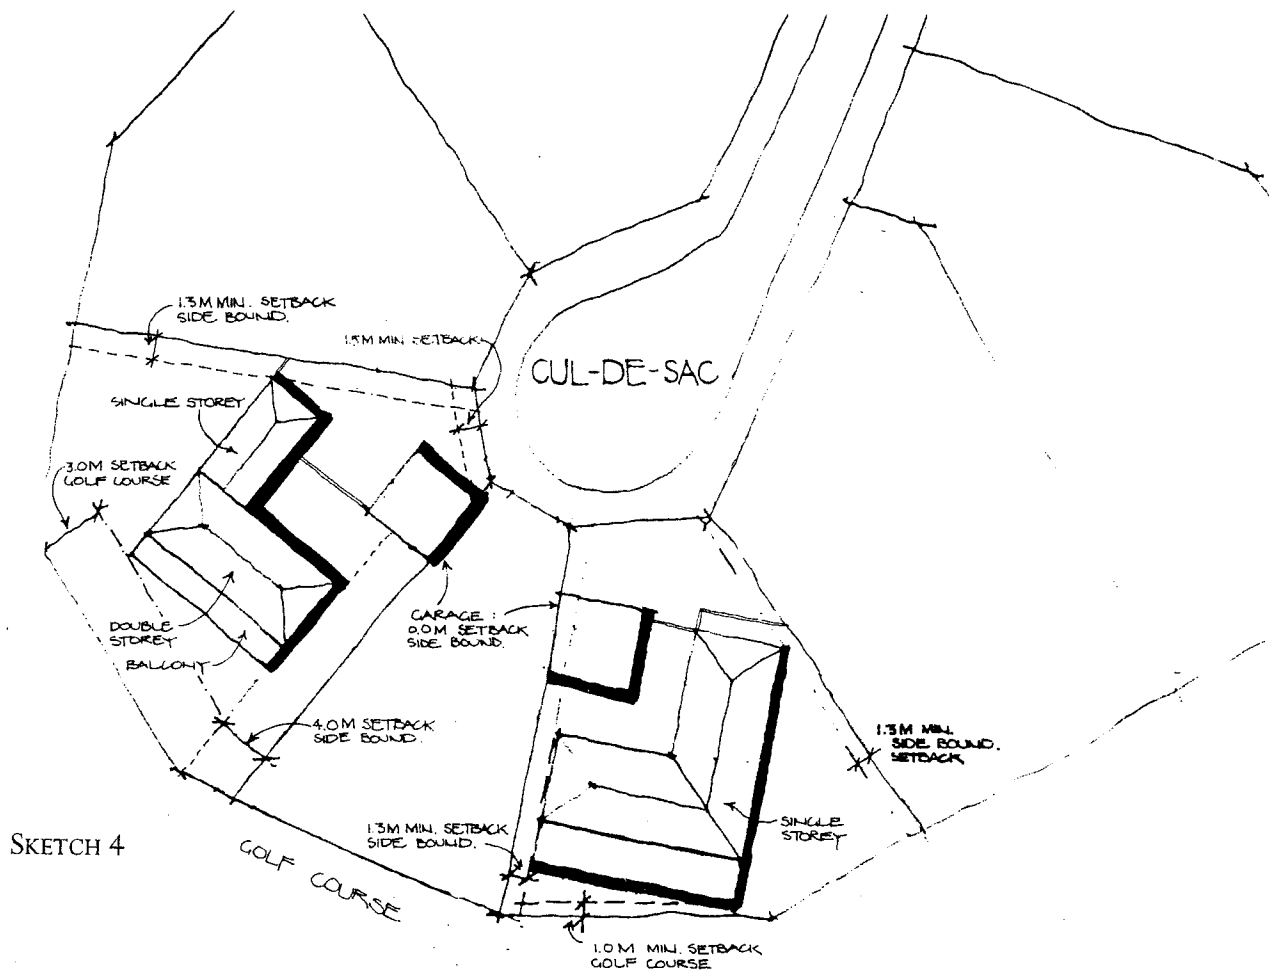 1.3M MIN. SETBACK
SIDE BOUND.
1.5M MIN SETBACK
CUL-DE-SAC
SINGLE STOREY
3.0M SETBACK
GOLF COURSE
DOUBLE
STOREY
BALCONY
GARAGE :
0.0M SETBACK
SIDE BOUND.
4.0M SETBACK
SIDE BOUND.
1.3M MIN.
SIDE BOUND.
SETBACK
1.3M MIN. SETBACK
SIDE BOUND.
SINGLE
STOREY
SKETCH 4
GOLF COURSE
1.0M MIN. SETBACK
GOLF COURSE